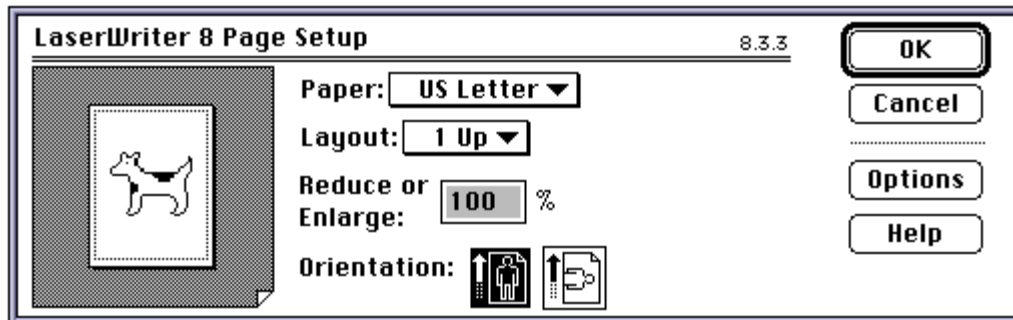 LaserWriter 8 Page Setup
8.3.3
Paper: US Letter
Layout: 1 Up
Reduce or
Enlarge: 100 %
Orientation:
OK
Cancel
Options
Help